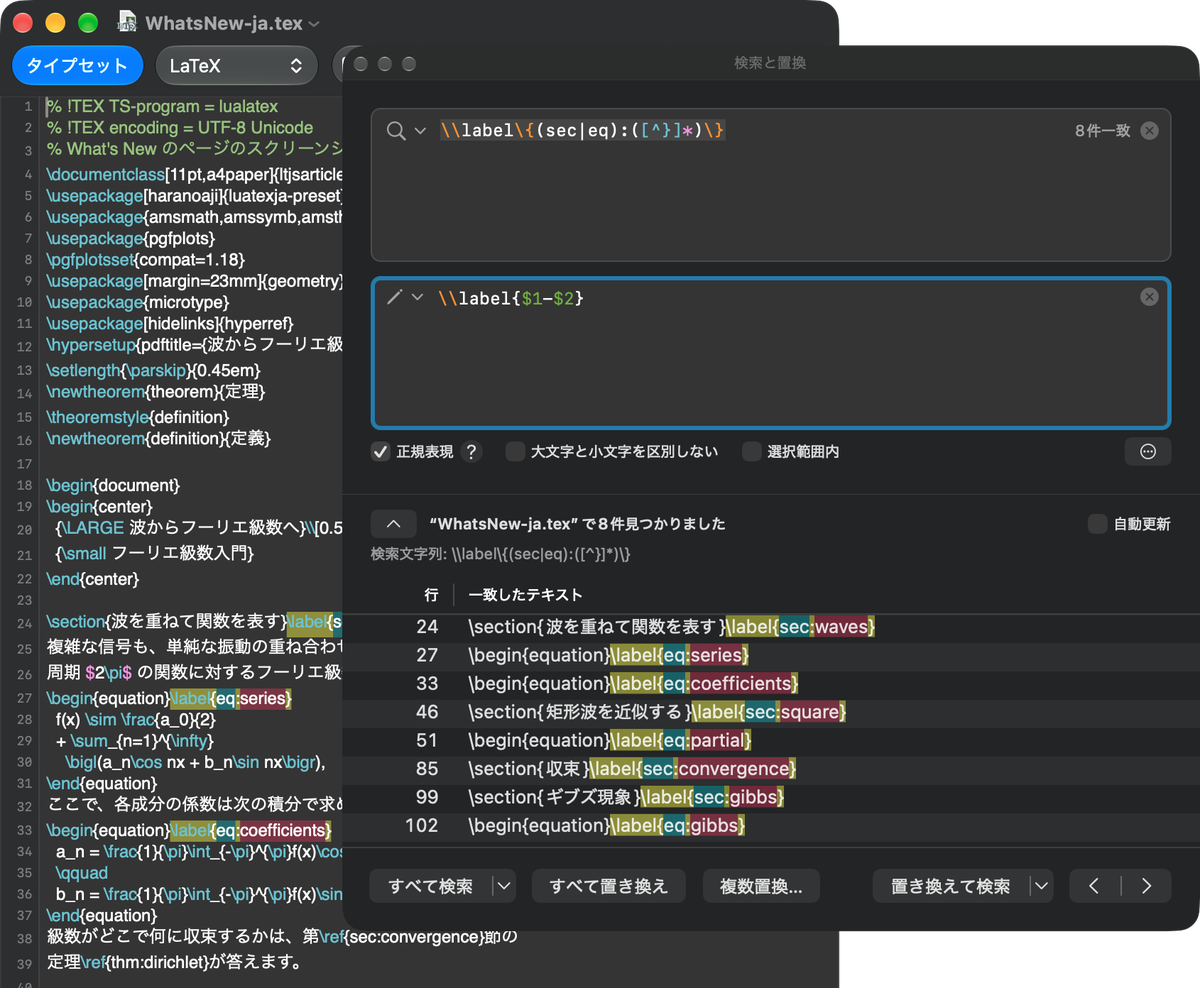 WhatsNew-ja.tex
タイプセット
LaTeX
1 % !TEX TS-program = lualatex
2 % !TEX encoding = UTF-8 Unicode
3 % What's New のページのスクリーンシ
4 \documentclass[11pt,a4paper]{ltjsarticle
5 \usepackage[haranoaji]{luatexja-preset}
6 \usepackage{amsmath,amssymb,amsth
7 \usepackage{pgfplots}
8 \pgfplotsset{compat=1.18}
9 \usepackage[margin=23mm]{geometry}
10 \usepackage{microtype}
11 \usepackage[hidelinks]{hyperref}
12 \hypersetup{pdftitle={波からフーリエ級
13 \setlength{\parskip}{0.45em}
14 \newtheorem{theorem}{定理}
15 \theoremstyle{definition}
16 \newtheorem{definition}{定義}
17
18 \begin{document}
19 \begin{center}
20 {\LARGE 波からフーリエ級数へ}\\[0.5
21 {\small フーリエ級数入門}
22 \end{center}
23
24 \section{波を重ねて関数を表す}\label{s
25 複雑な信号も、単純な振動の重ね合わせ
26 周期 $2\pi$ の関数に対するフーリエ級
27 \begin{equation}\label{eq:series}
28 f(x) \sim \frac{a_0}{2}
29 + \sum_{n=1}^{\infty}
30 \bigl(a_n\cos nx + b_n\sin nx\bigr),
31 \end{equation}
32 ここで、各成分の係数は次の積分で求め
33 \begin{equation}\label{eq:coefficients}
34 a_n = \frac{1}{\pi}\int_{-\pi}^{\pi}f(x)\cos
35 \qquad
36 b_n = \frac{1}{\pi}\int_{-\pi}^{\pi}f(x)\sin
37 \end{equation}
38 級数がどこで何に収束するかは、第\ref{sec:convergence}節の
39 定理\ref{thm:dirichlet}が答えます。
40
検索と置換
\\label\{(sec|eq):([^}]*)\}
8件一致
\\label{$1-$2}
正規表現 ?
大文字と小文字を区別しない
選択範囲内
“WhatsNew-ja.tex” で 8 件見つかりました
自動更新
検索文字列: \\label\{(sec|eq):([^}]*)\}
行 一致したテキスト
24 \section{波を重ねて関数を表す}\label{sec:waves}
27 \begin{equation}\label{eq:series}
33 \begin{equation}\label{eq:coefficients}
46 \section{矩形波を近似する}\label{sec:square}
51 \begin{equation}\label{eq:partial}
85 \section{収束}\label{sec:convergence}
99 \section{ギブズ現象}\label{sec:gibbs}
102 \begin{equation}\label{eq:gibbs}
すべて検索
すべて置き換え
複数置換...
置き換えて検索